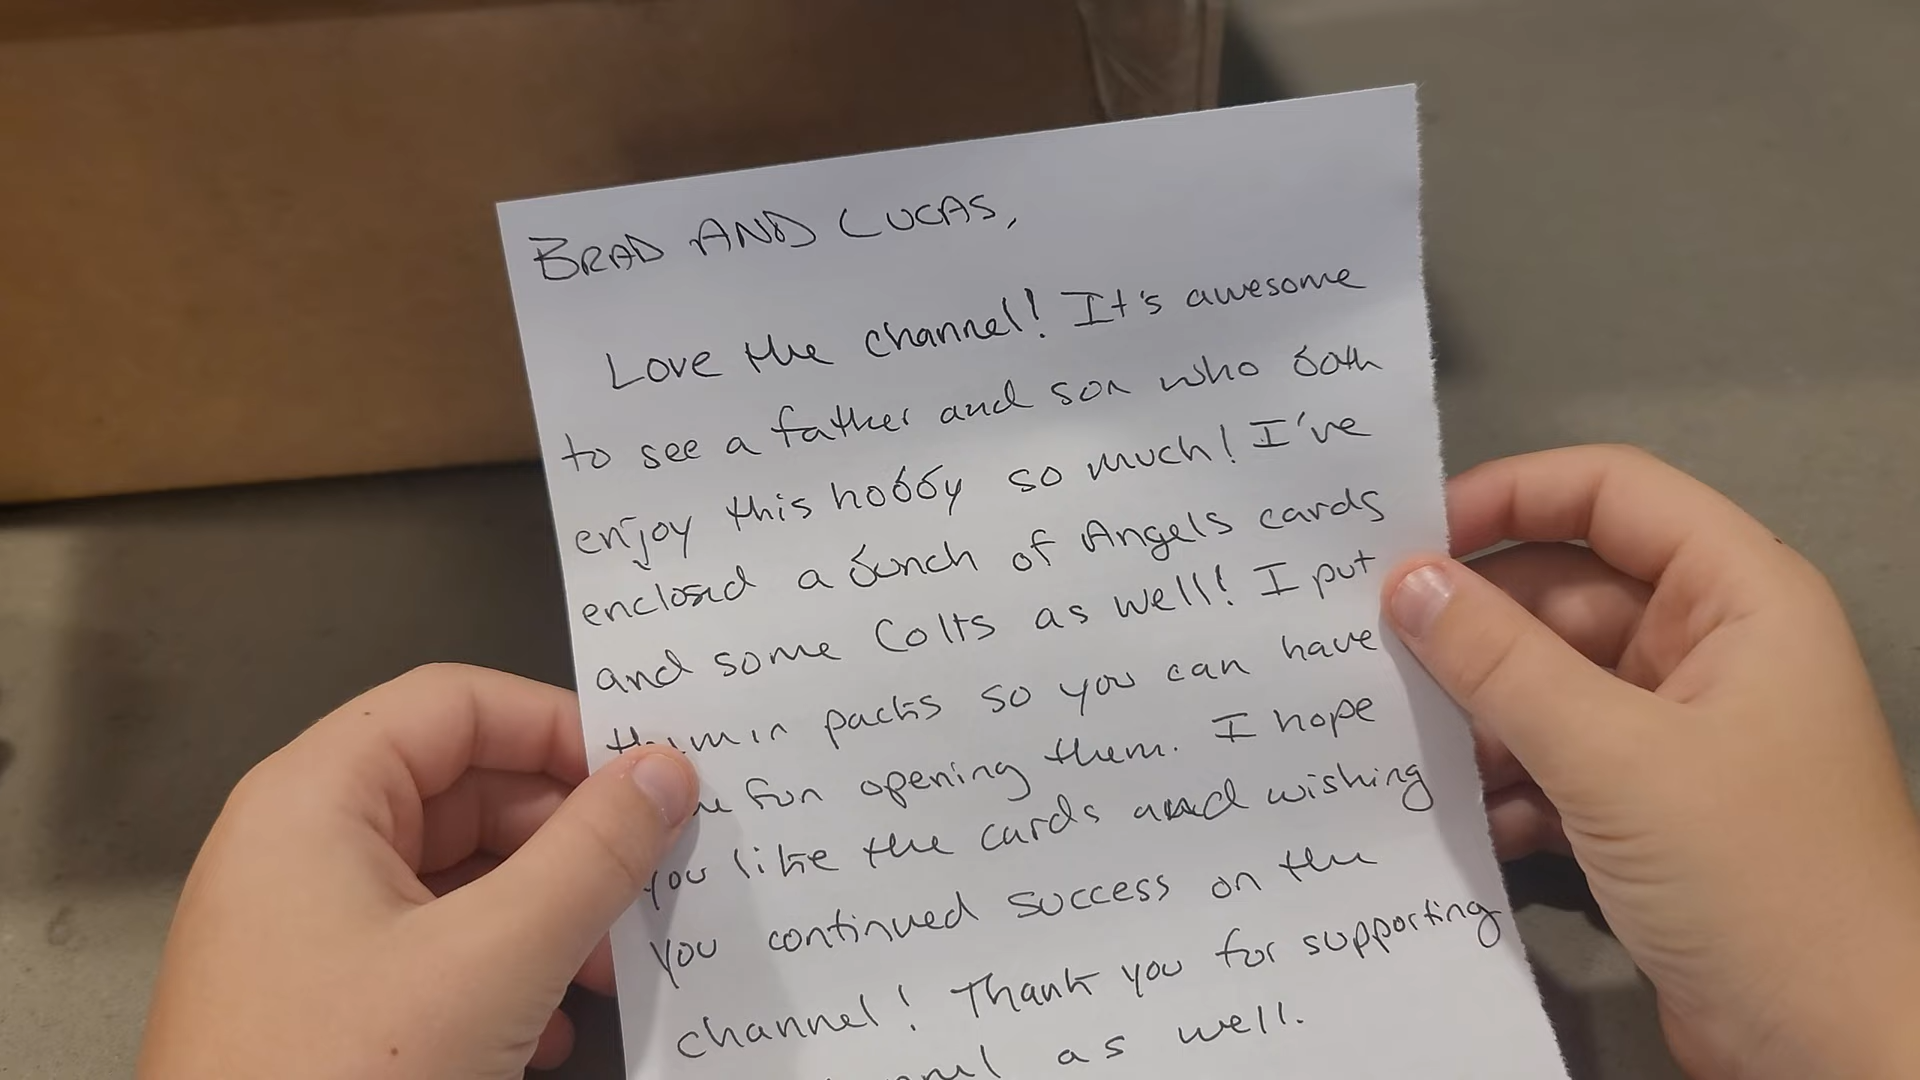 BRAD AND LUCAS,
Love the channel! It's awesome
to see a father and son who both
enjoy this hobby so much! I've
enclosed a bunch of Angels cards
and some Colts as well! I put
them in packs so you can have
fun opening them. I hope
you like the cards and wishing
you continued success on the
channel! Thank you for supporting
as well.